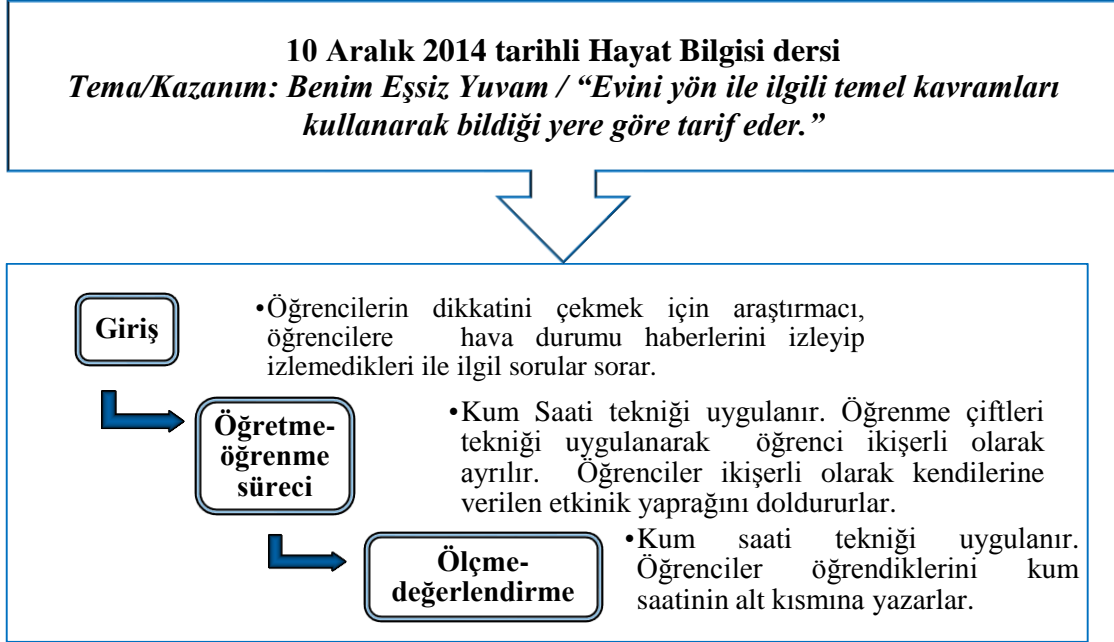 10 Aralık 2014 tarihli Hayat Bilgisi dersi
Tema/Kazanım: Benim Eşsiz Yuvam / “Evini yön ile ilgili temel kavramları
kullanarak bildiği yere göre tarif eder.”
Giriş
•Öğrencilerin dikkatini çekmek için araştırmacı,
öğrencilere hava durumu haberlerini izleyip
izlemedikleri ile ilgil sorular sorar.
Öğretme-
öğrenme
süreci
•Kum Saati tekniği uygulanır. Öğrenme çiftleri
tekniği uygulanarak öğrenci ikişerli olarak
ayrılır. Öğrenciler ikişerli olarak kendilerine
verilen etkinik yaprağını doldururlar.
Ölçme-
değerlendirme
•Kum saati tekniği uygulanır.
Öğrenciler öğrendiklerini kum
saatinin alt kısmına yazarlar.